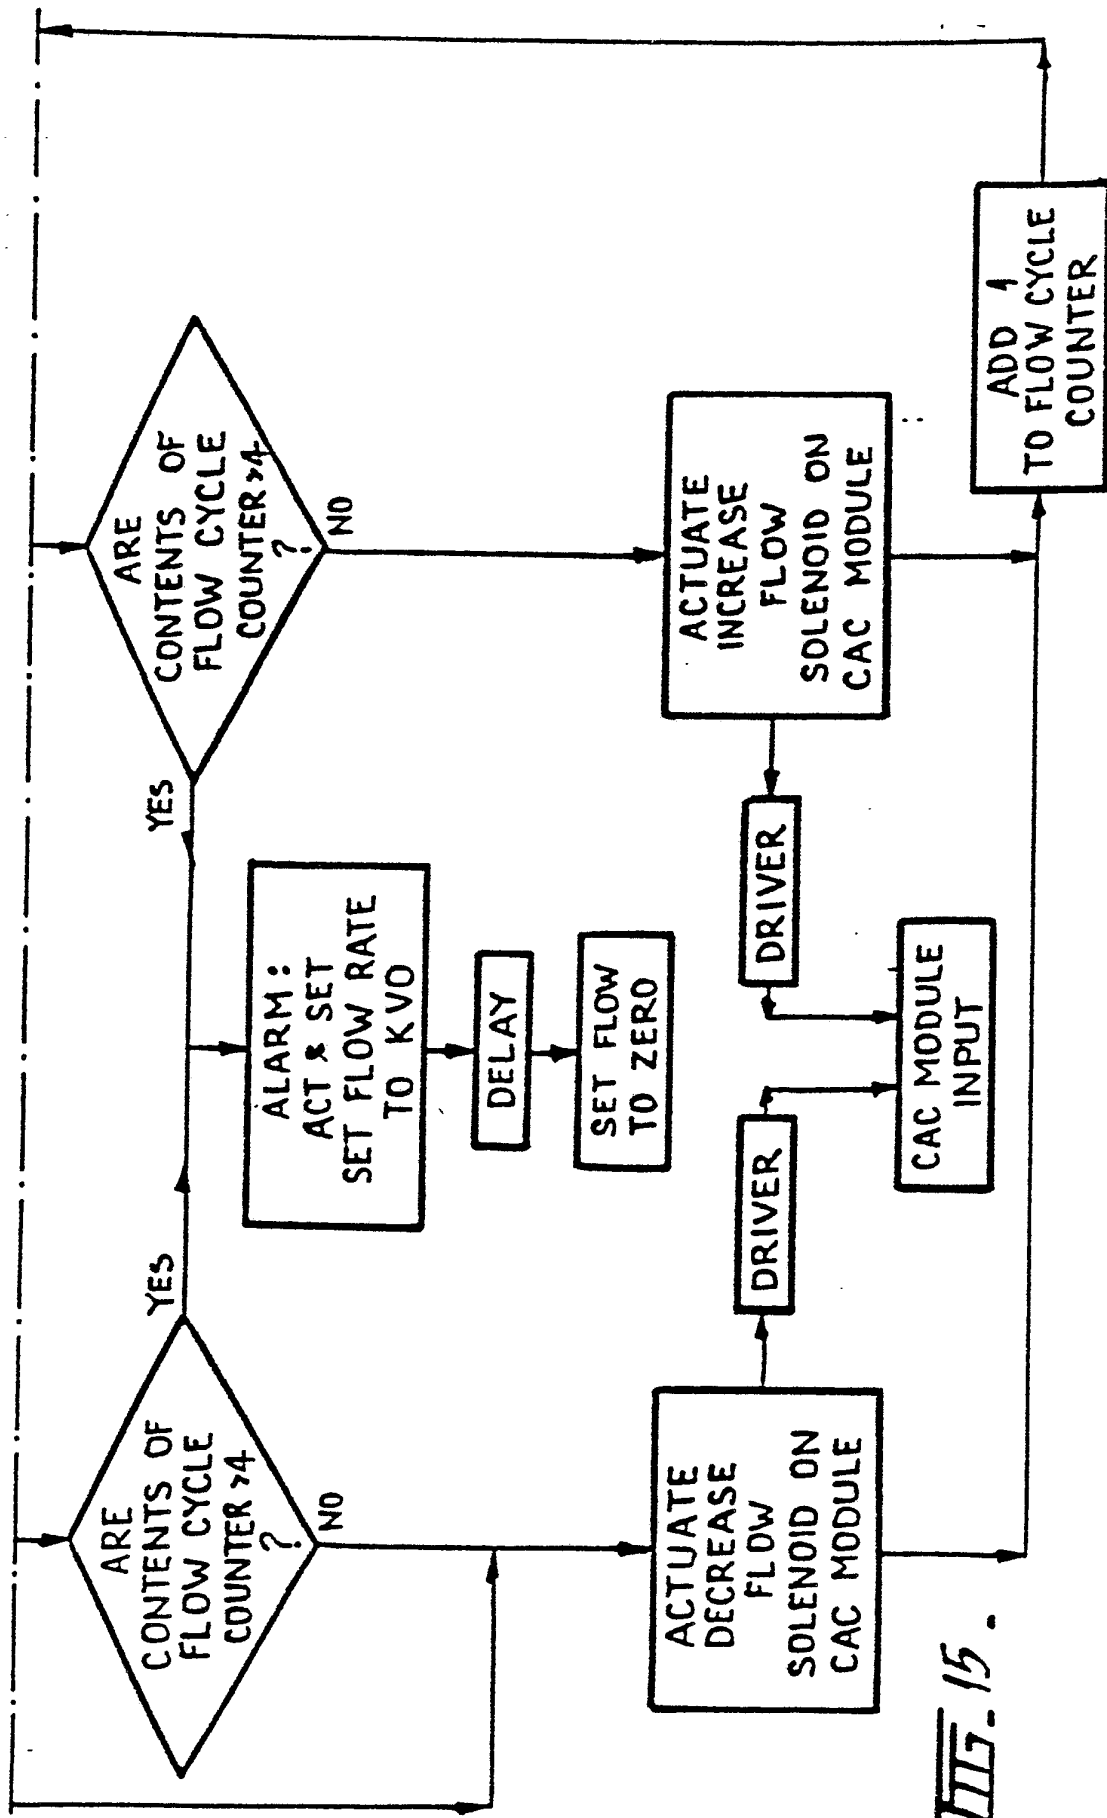 ARE
CONTENTS OF
FLOW CYCLE
COUNTER >4
?
YES
NO
ARE
CONTENTS OF
FLOW CYCLE
COUNTER >4
?
YES
NO
ALARM:
ACT & SET
SET FLOW RATE
TO KVO
DELAY
SET FLOW
TO ZERO
ACTUATE
DECREASE
FLOW
SOLENOID ON
CAC MODULE
DRIVER
DRIVER
ACTUATE
INCREASE
FLOW
SOLENOID ON
CAC MODULE
CAC MODULE
INPUT
ADD 1
TO FLOW CYCLE
COUNTER
FIG. 15.